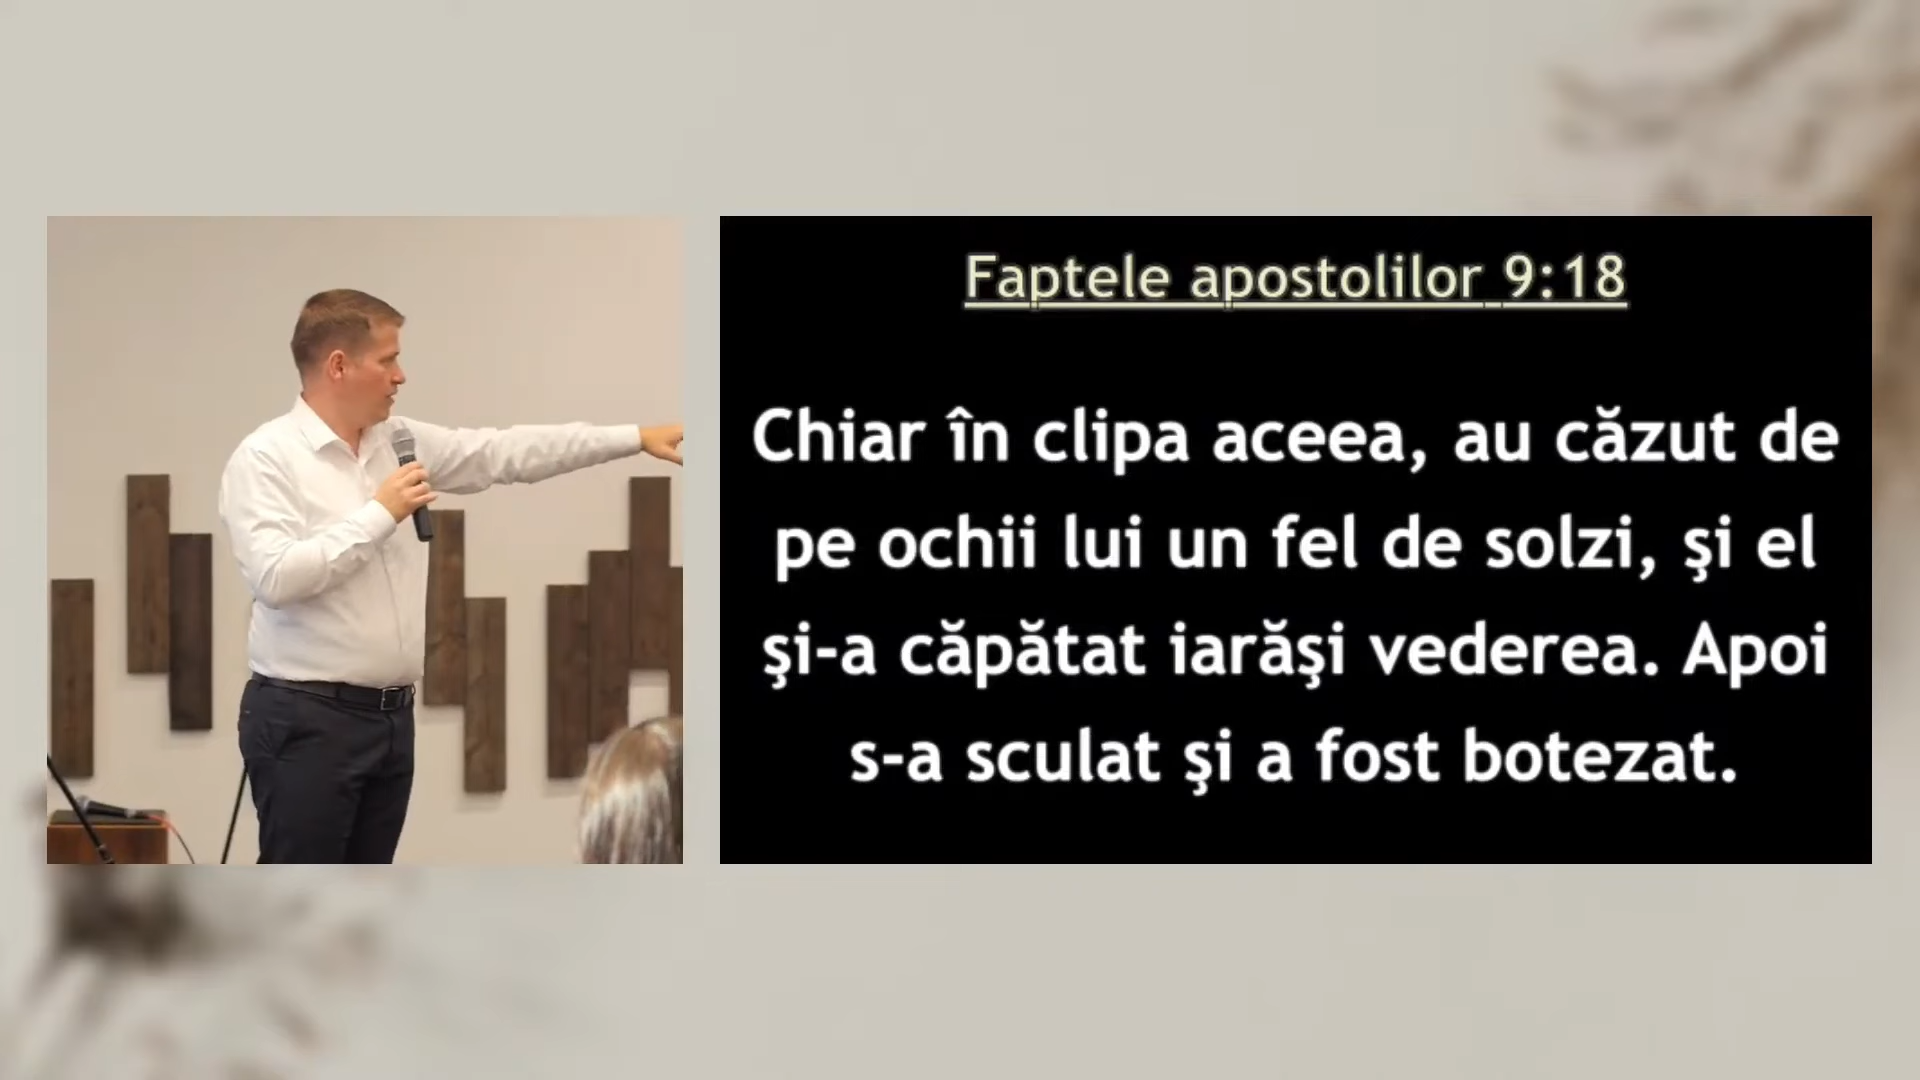 Faptele apostolilor 9:18
Chiar în clipa aceea, au căzut de
pe ochii lui un fel de solzi, şi el
şi-a căpătat iarăşi vederea. Apoi
s-a sculat şi a fost botezat.